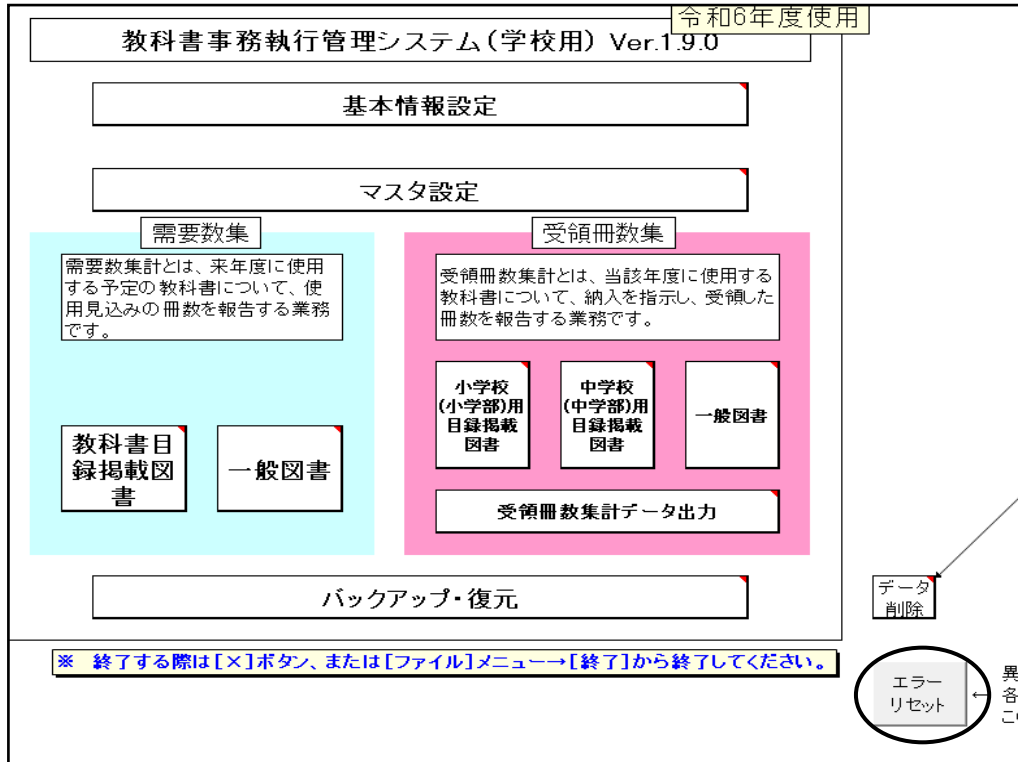 令和6年度使用
教科書事務執行管理システム(学校用) Ver.1.9.0
基本情報設定
マスタ設定
需要数集
需要数集計とは、来年度に使用
する予定の教科書について、使
用見込みの冊数を報告する業務
です。
教科書目
録掲載図
書
一般図書
受領冊数集
受領冊数集計とは、当該年度に使用する
教科書について、納入を指示し、受領した
冊数を報告する業務です。
小学校
(小学部)用
目録掲載
図書
中学校
(中学部)用
目録掲載
図書
一般図書
受領冊数集計データ出力
バックアップ・復元
データ
削除
※ 終了する際は[×]ボタン、または[ファイル]メニュー→[終了]から終了してください。
エラー
リセット
← 各
異